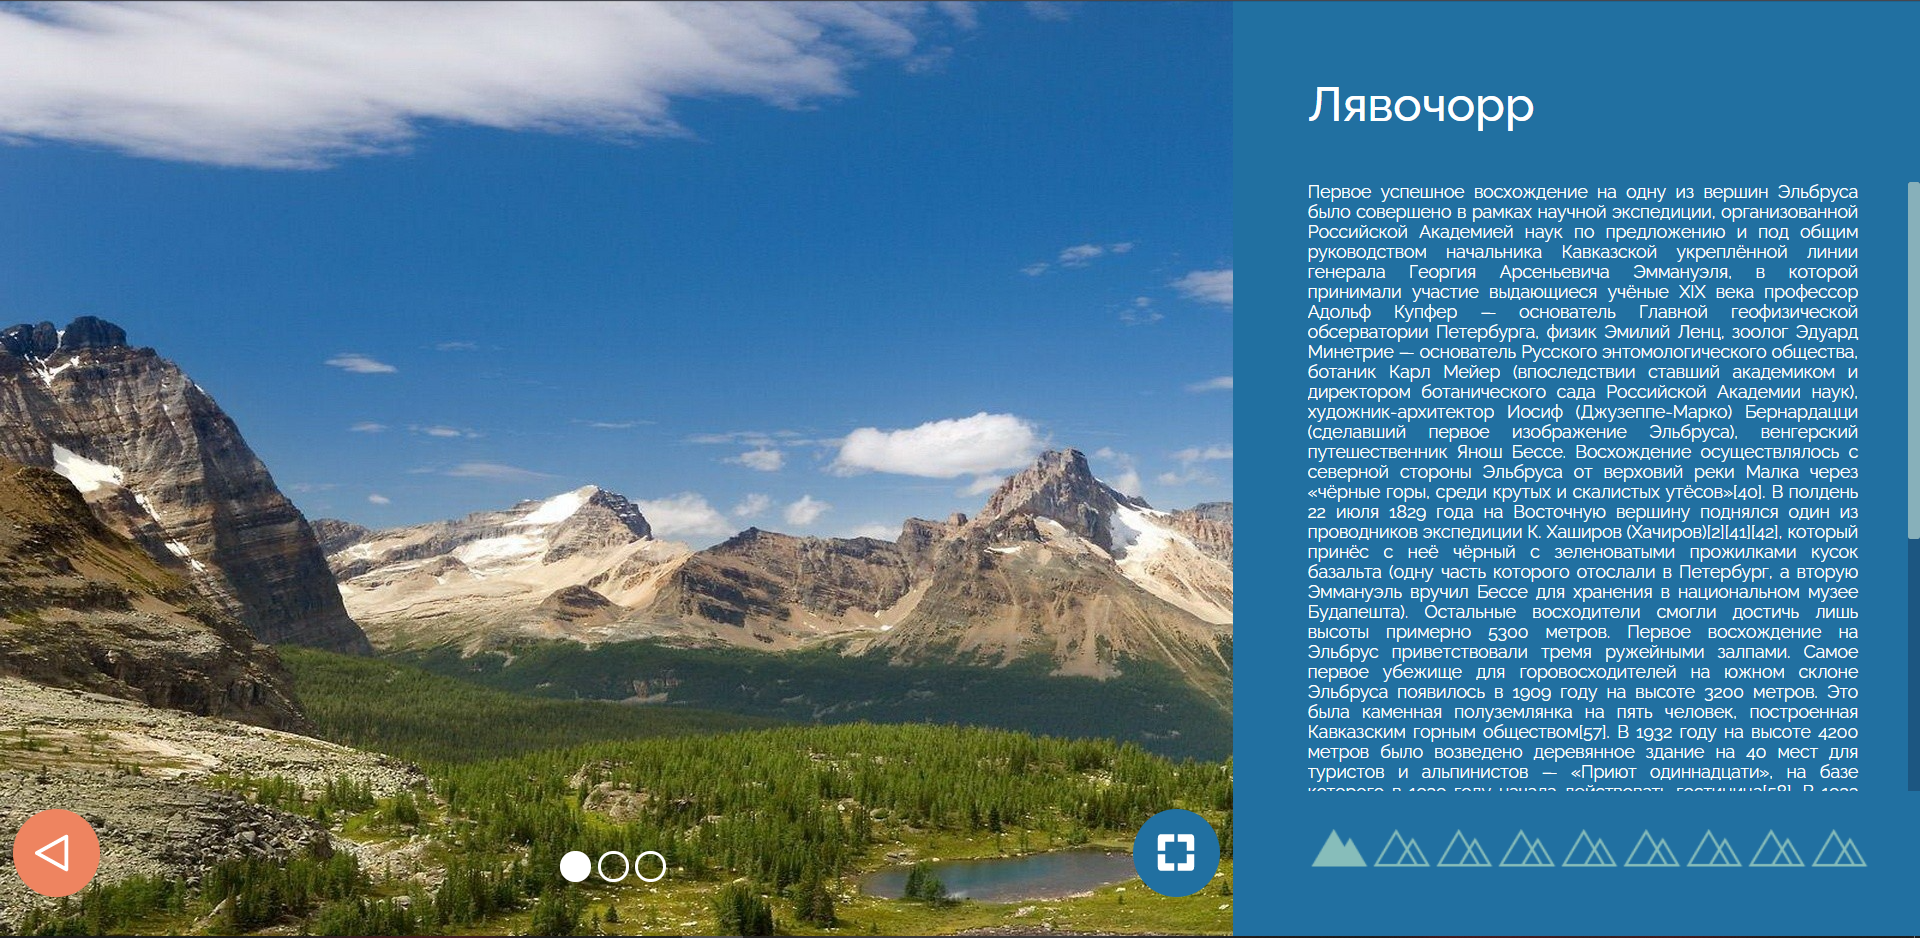 Лявочорр
Первое успешное восхождение на одну из вершин Эльбруса
было совершено в рамках научной экспедиции, организованной
Российской Академией наук по предложению и под общим
руководством начальника Кавказской укреплённой линии
генерала Георгия Арсеньевича Эммануэля, в которой
принимали участие выдающиеся учёные XIX века профессор
Адольф Купфер — основатель Главной геофизической
обсерватории Петербурга, физик Эмилий Ленц, зоолог Эдуард
Минетрие — основатель Русского энтомологического общества,
ботаник Карл Мейер (впоследствии ставший академиком и
директором ботанического сада Российской Академии наук),
художник-архитектор Иосиф (Джузеппе-Марко) Бернардацци
(сделавший первое изображение Эльбруса), венгерский
путешественник Янош Бессе. Восхождение осуществлялось с
северной стороны Эльбруса от верховий реки Малка через
«чёрные горы, среди крутых и скалистых утёсов»[40]. В полдень
22 июля 1829 года на Восточную вершину поднялся один из
проводников экспедиции К. Хаширов (Хачиров)[2][41][42], который
принёс с неё чёрный с зеленоватыми прожилками кусок
базальта (одну часть которого отослали в Петербург, а вторую
Эммануэль вручил Бессе для хранения в национальном музее
Будапешта). Остальные восходители смогли достичь лишь
высоты примерно 5300 метров. Первое восхождение на
Эльбрус приветствовали тремя ружейными залпами. Самое
первое убежище для горовосходителей на южном склоне
Эльбруса появилось в 1909 году на высоте 3200 метров. Это
была каменная полуземлянка на пять человек, построенная
Кавказским горным обществом[57]. В 1932 году на высоте 4200
метров было возведено деревянное здание на 40 мест для
туристов и альпинистов — «Приют одиннадцати», на базе